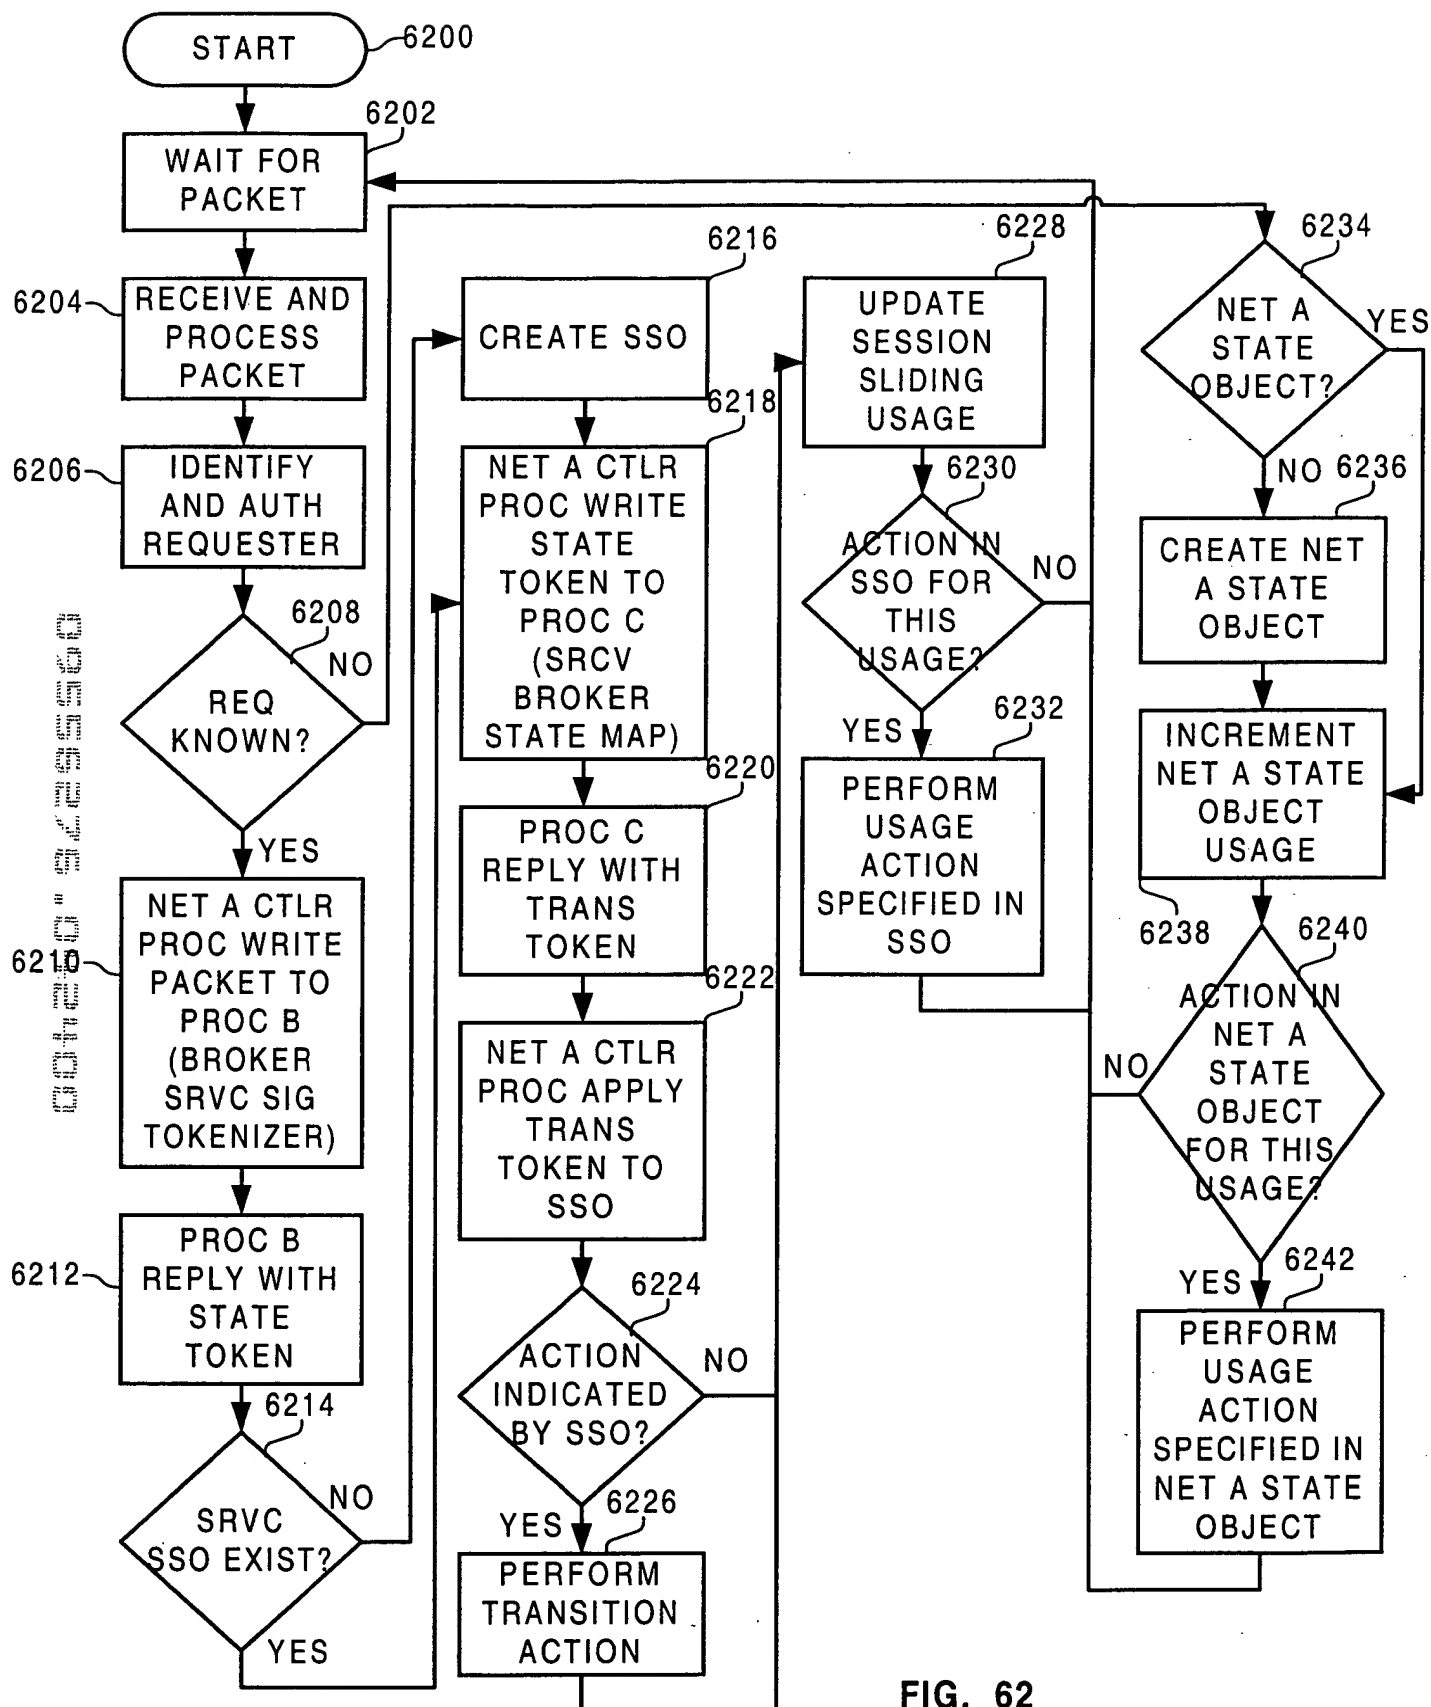 START
6200
6202
WAIT FOR
PACKET
6204
RECEIVE AND
PROCESS
PACKET
6206
IDENTIFY
AND AUTH
REQUESTER
6208
REQ
KNOWN?
NO
YES
6210
NET A CTLR
PROC WRITE
PACKET TO
PROC B
(BROKER
SRVC SIG
TOKENIZER)
6212
PROC B
REPLY WITH
STATE
TOKEN
6214
SRVC
SSO EXIST?
NO
YES
6216
CREATE SSO
6218
NET A CTLR
PROC WRITE
STATE
TOKEN TO
PROC C
(SRCV
BROKER
STATE MAP)
6220
PROC C
REPLY WITH
TRANS
TOKEN
6222
NET A CTLR
PROC APPLY
TRANS
TOKEN TO
SSO
6224
ACTION
INDICATED
BY SSO?
NO
YES
6226
PERFORM
TRANSITION
ACTION
6228
UPDATE
SESSION
SLIDING
USAGE
6230
ACTION IN
SSO FOR
THIS
USAGE?
NO
YES
6232
PERFORM
USAGE
ACTION
SPECIFIED IN
SSO
6234
NET A
STATE
OBJECT?
YES
NO
6236
CREATE NET
A STATE
OBJECT
INCREMENT
NET A STATE
OBJECT
USAGE
6238
6240
ACTION IN
NET A
STATE
OBJECT
FOR THIS
USAGE?
NO
YES
6242
PERFORM
USAGE
ACTION
SPECIFIED IN
NET A STATE
OBJECT
FIG. 62